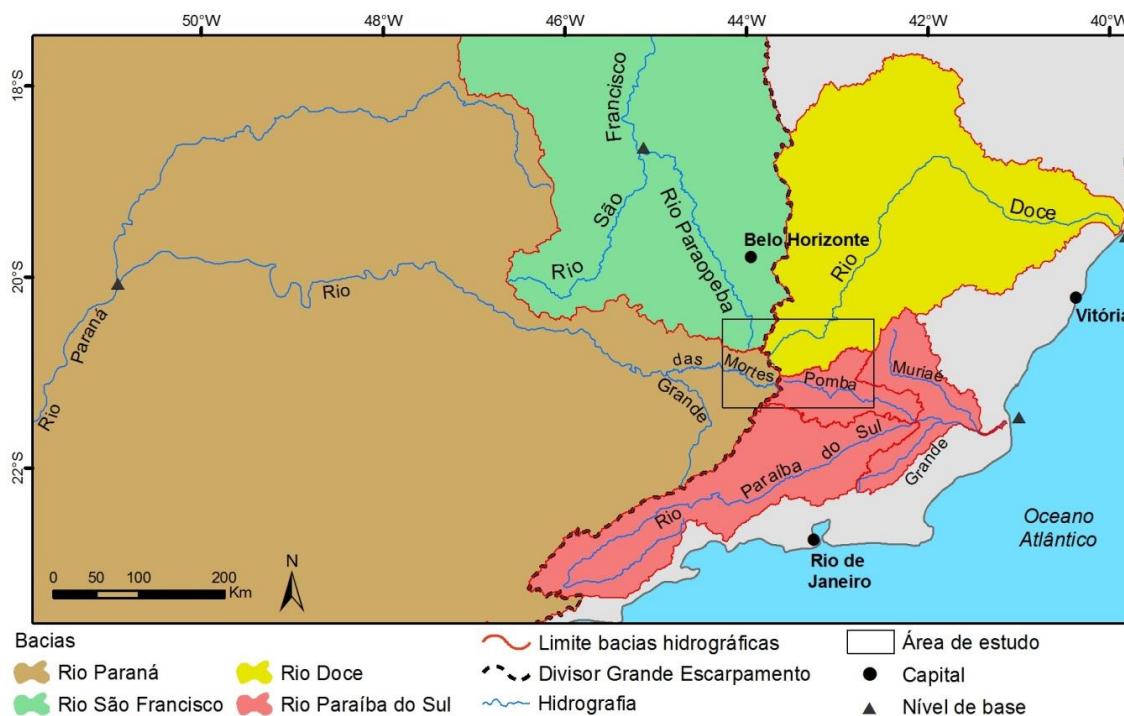 50°W
48°W
46°W
44°W
42°W
40°W
18°S
20°S
22°S
Francisco
São
Rio
Rio Paraopeba
Belo Horizonte
Doce
Rio
Vitória
Rio
Paraná
Rio
das
Mortes
Grande
Pomba
Muriaé
Rio
Paraíba
do
Sul
Grande
Rio de
Janeiro
Oceano
Atlântico
N
0 50 100 200
Km
Bacias
Rio Paraná
Rio Doce
Rio São Francisco
Rio Paraíba do Sul
Limite bacias hidrográficas
Divisor Grande Escarpamento
Hidrografia
Área de estudo
Capital
Nível de base